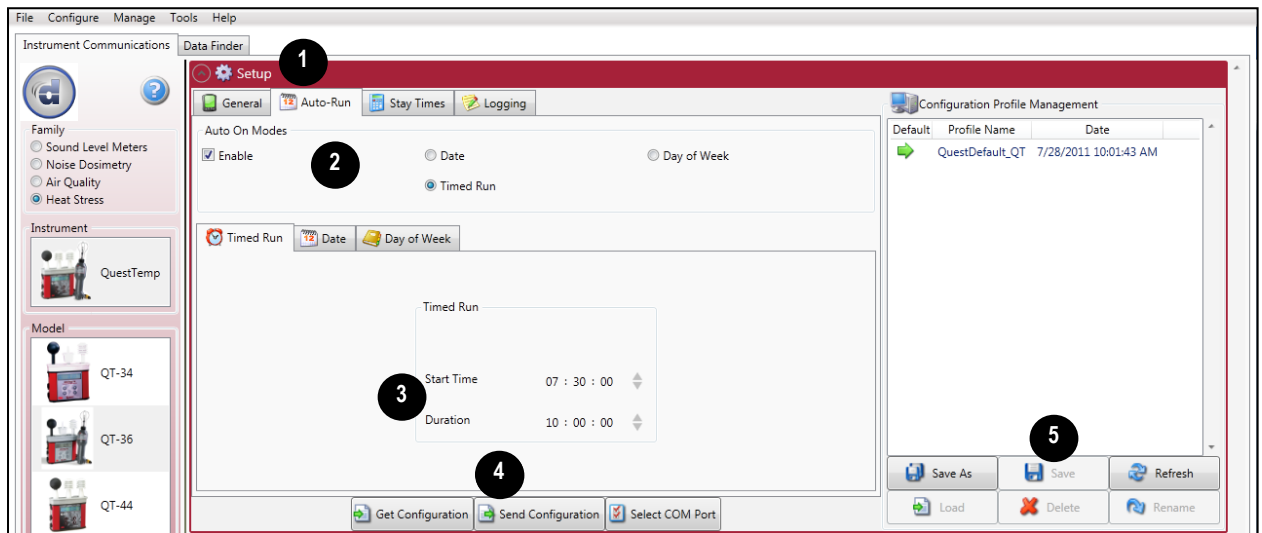 File Configure Manage Tools Help
Instrument Communications Data Finder
1
Setup
General 12 Auto-Run Stay Times Logging
Configuration Profile Management
Family
Sound Level Meters
Noise Dosimetry
Air Quality
Heat Stress
Auto On Modes
Enable
2
Date
Day of Week
Timed Run
Default Profile Name Date
QuestDefault_QT 7/28/2011 10:01:43 AM
Instrument
QuestTemp
Timed Run 12 Date Day of Week
Timed Run
3
Start Time 07 : 30 : 00
Duration 10 : 00 : 00
Model
QT-34
QT-36
QT-44
4
Get Configuration Send Configuration Select COM Port
5
Save As Save Refresh
Load Delete Rename